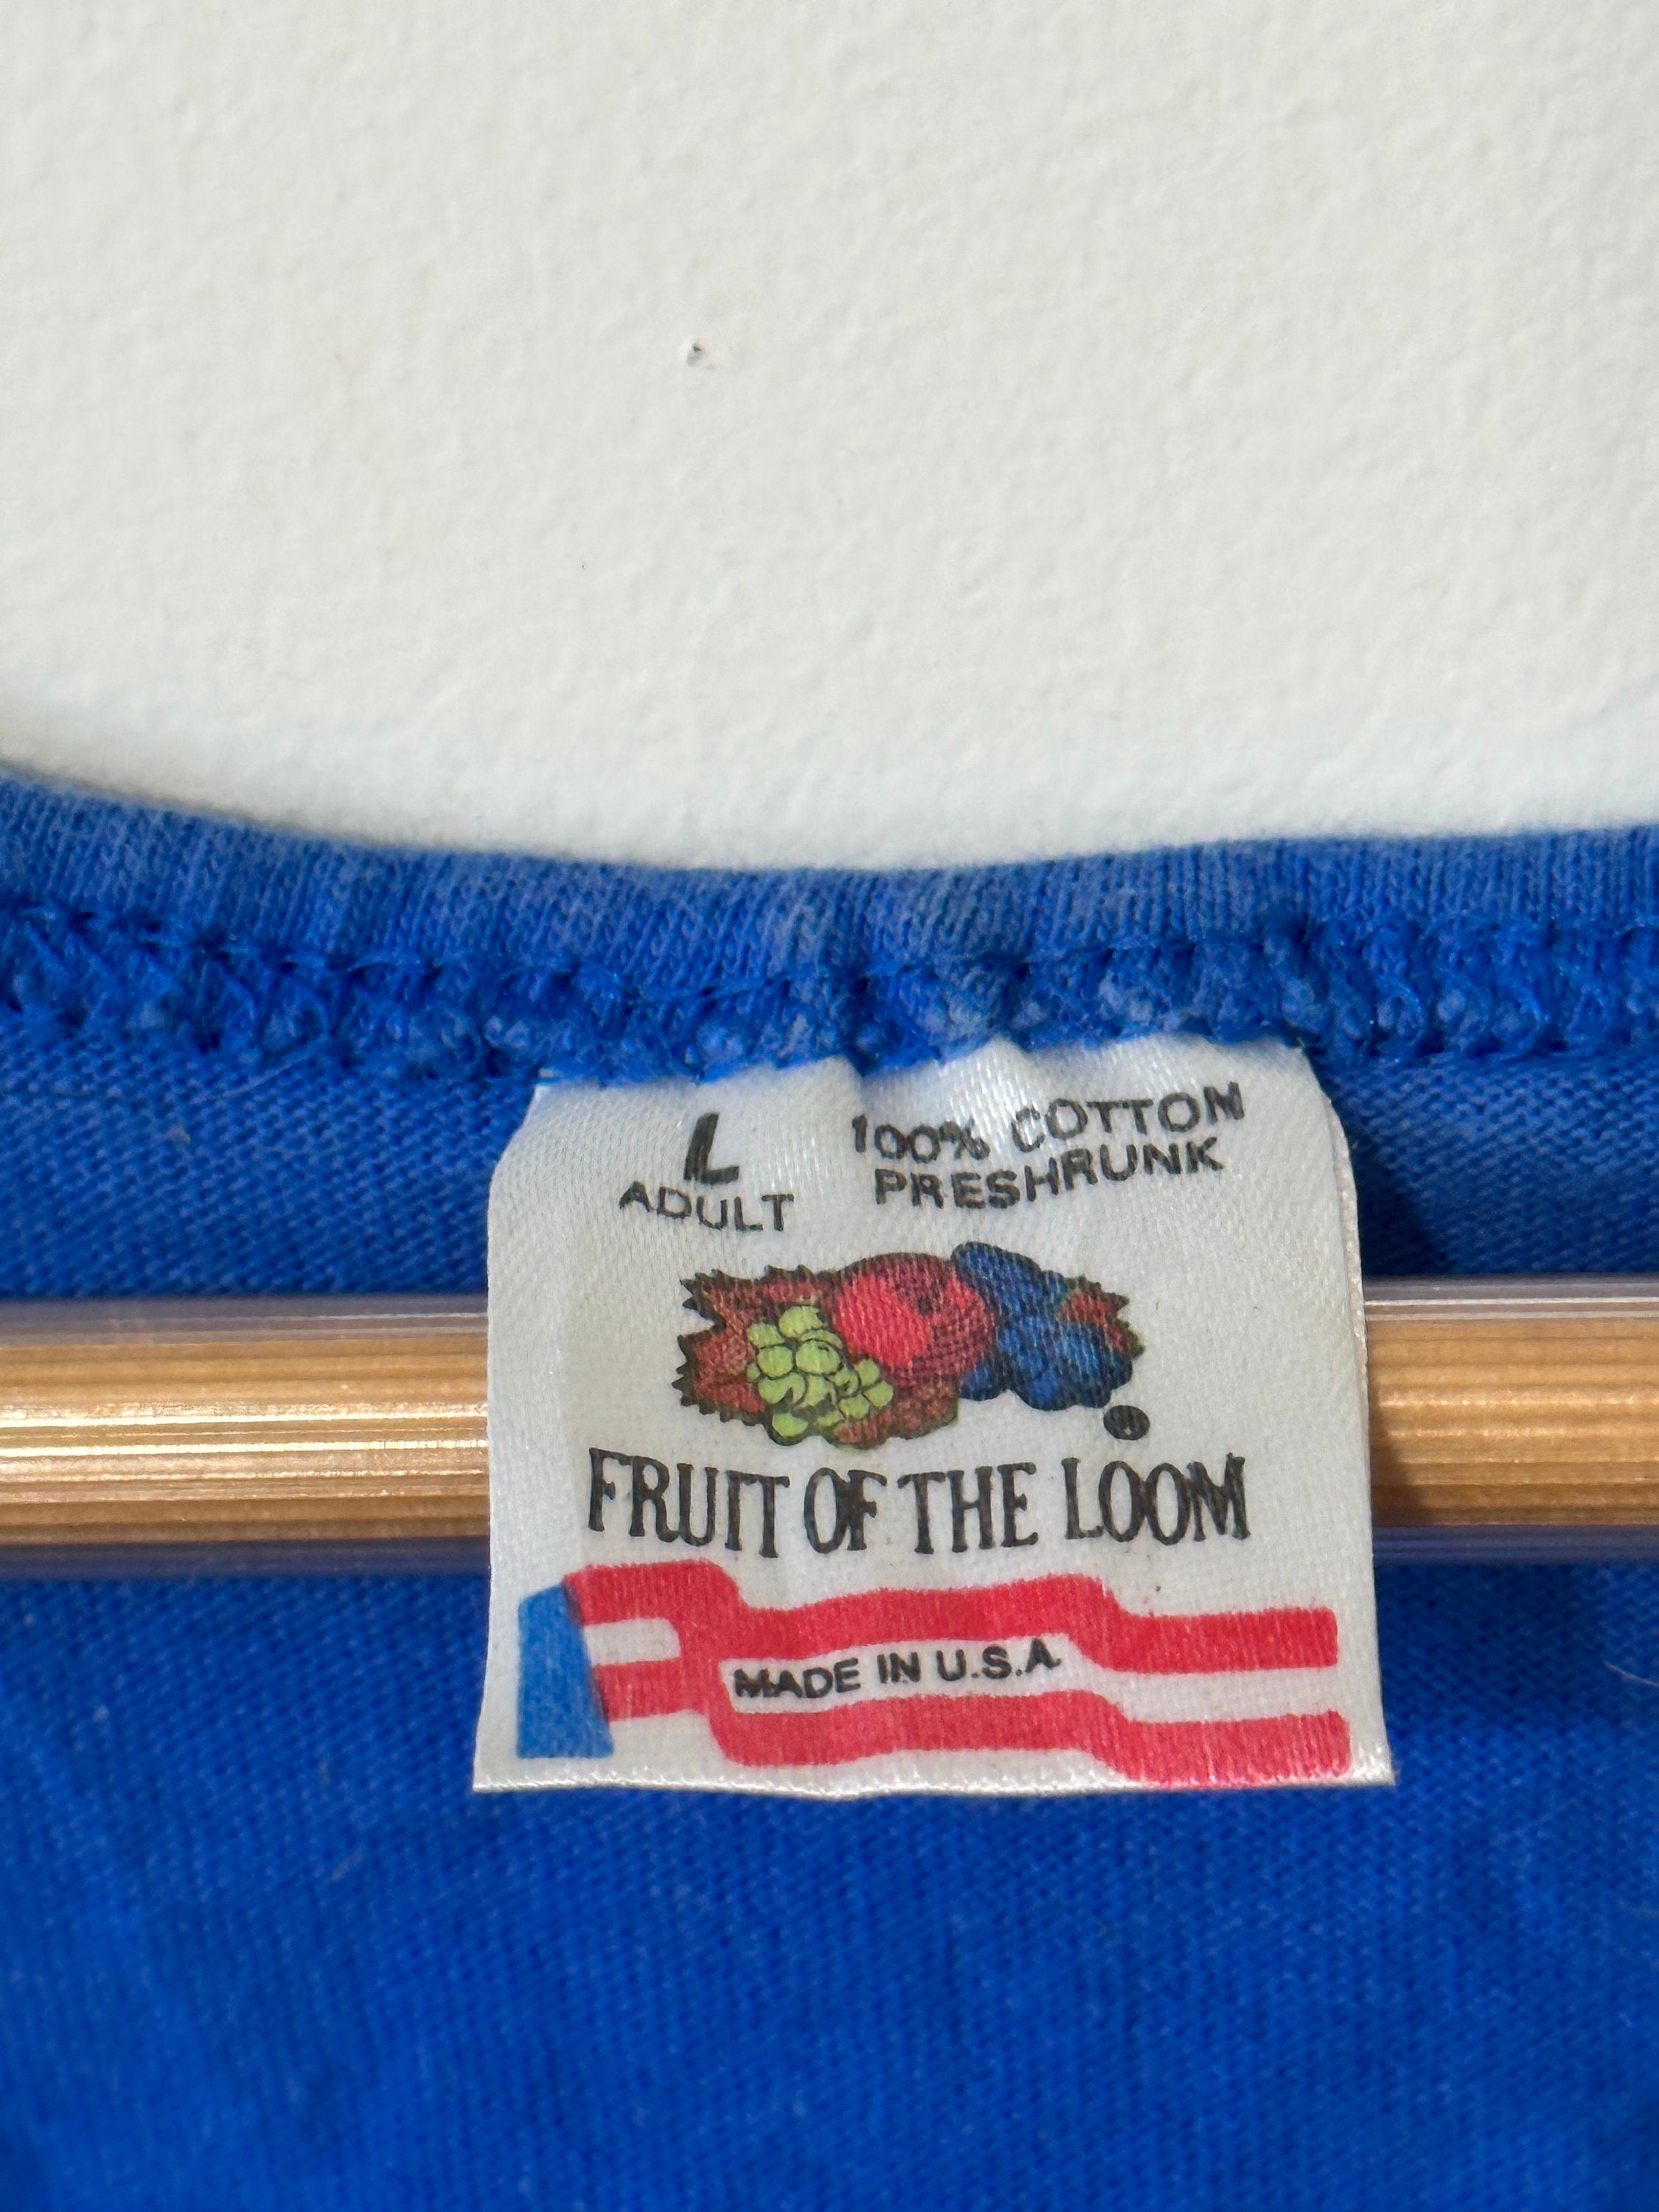 L 100% COTTON
ADULT PRESHRUNK
FRUIT OF THE LOOM
MADE IN U.S.A.